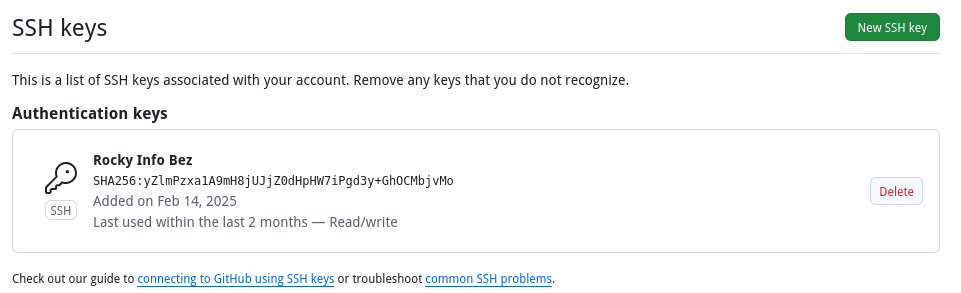 SSH keys
New SSH key
This is a list of SSH keys associated with your account. Remove any keys that you do not recognize.
Authentication keys
Rocky Info Bez
SHA256:yZlmPzxa1A9mH8jUJjZ0dHpHW7iPgd3y+GhOCMbjvMo
Added on Feb 14, 2025
Last used within the last 2 months — Read/write
SSH
Delete
Check out our guide to connecting to GitHub using SSH keys or troubleshoot common SSH problems.